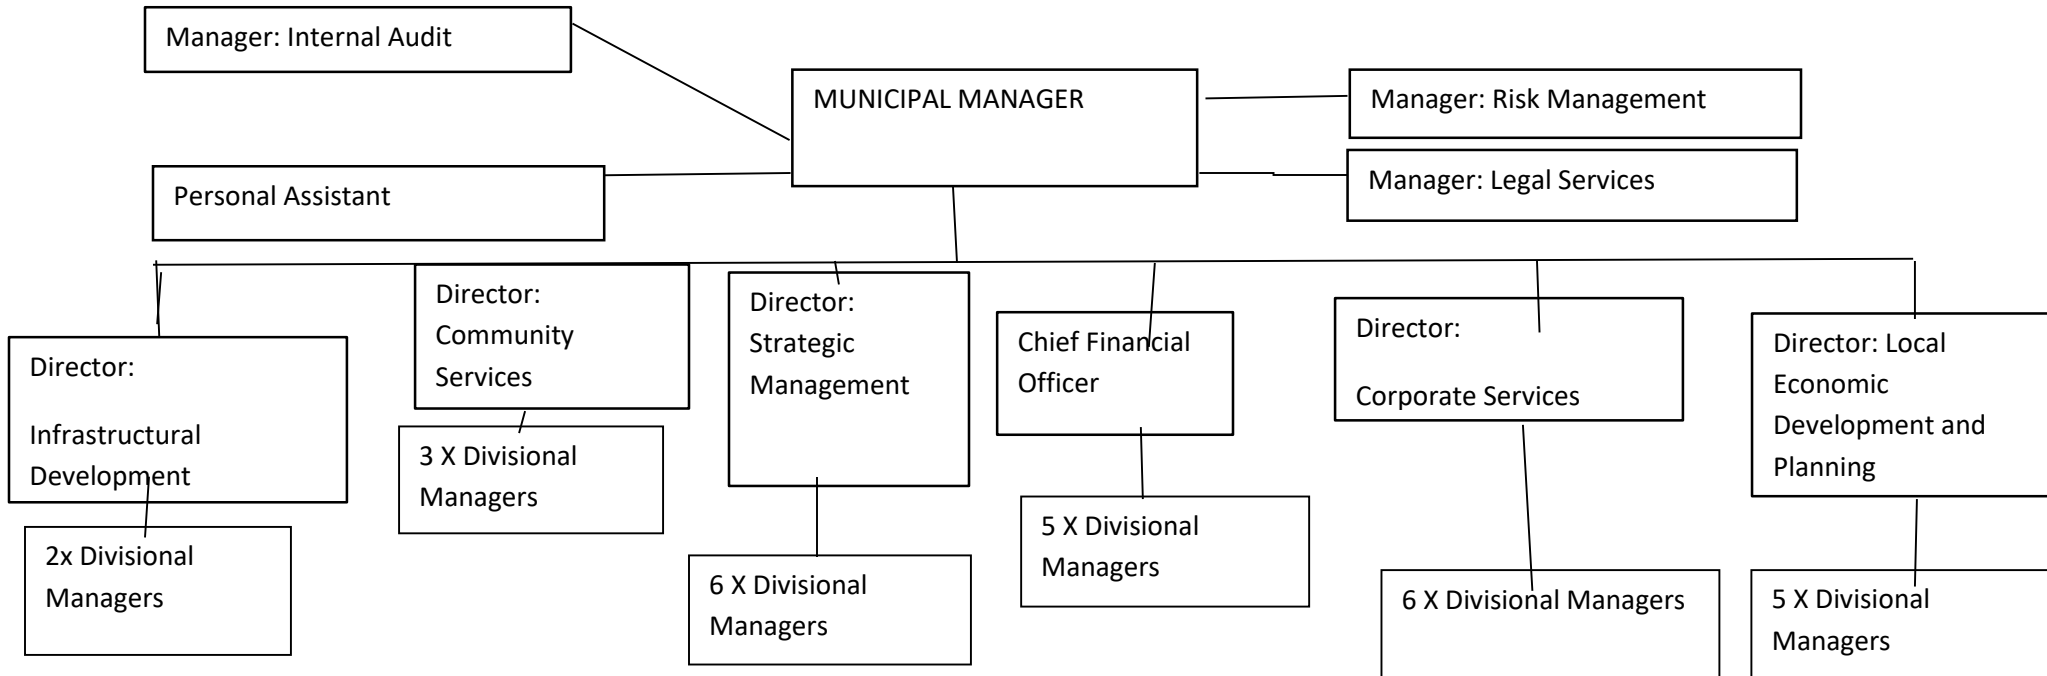 Manager: Internal Audit
MUNICIPAL MANAGER
Manager: Risk Management
Personal Assistant
Manager: Legal Services
Director:
Infrastructural
Development
Director:
Community
Services
Director:
Strategic
Management
Chief Financial
Officer
Director:
Corporate Services
Director: Local
Economic
Development and
Planning
2x Divisional
Managers
3 X Divisional
Managers
6 X Divisional
Managers
5 X Divisional
Managers
6 X Divisional Managers
5 X Divisional
Managers